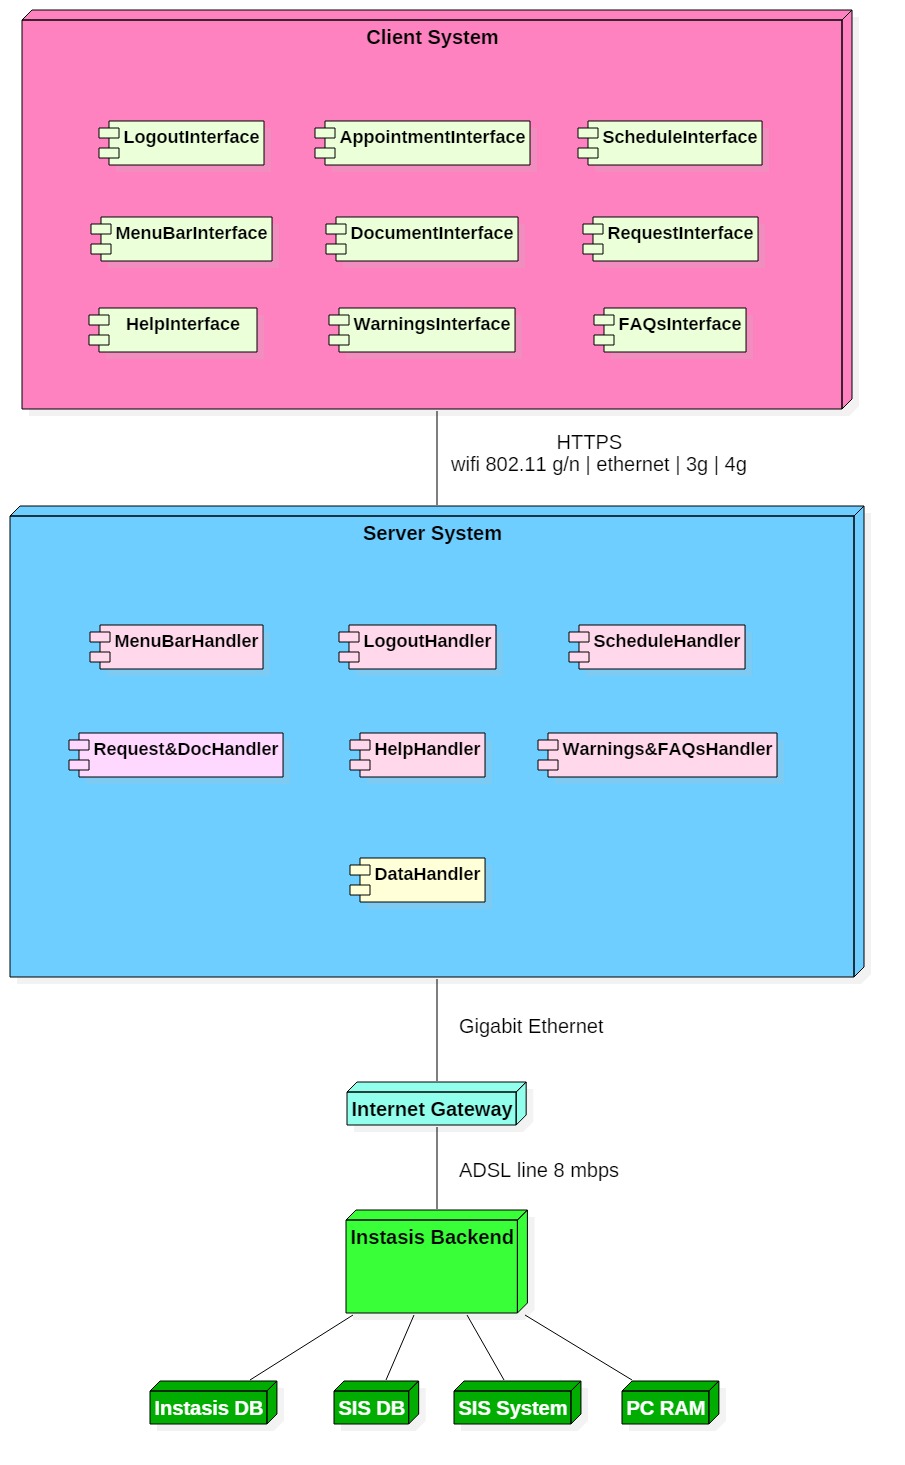 Client System
LogoutInterface
AppointmentInterface
ScheduleInterface
MenuBarInterface
DocumentInterface
RequestInterface
HelpInterface
WarningsInterface
FAQsInterface
HTTPS
wifi 802.11 g/n | ethernet | 3g | 4g
Server System
MenuBarHandler
LogoutHandler
ScheduleHandler
Request&DocHandler
HelpHandler
Warnings&FAQsHandler
DataHandler
Gigabit Ethernet
Internet Gateway
ADSL line 8 mbps
Instasis Backend
Instasis DB
SIS DB
SIS System
PC RAM